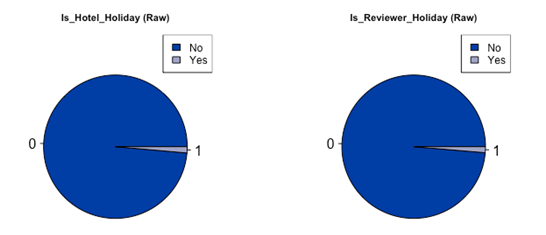 Is_Hotel_Holiday (Raw)
No
Yes
0
1
Is_Reviewer_Holiday (Raw)
No
Yes
0
1